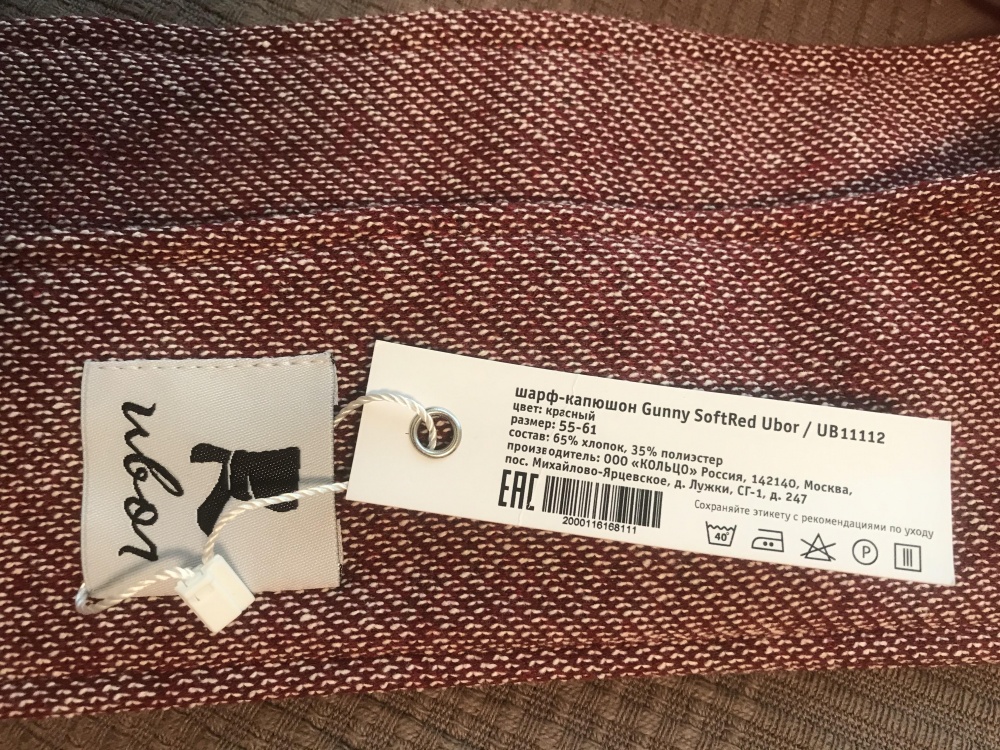 ubor
шарф-капюшон Gunny SoftRed Ubor / UB11112
цвет: красный
размер: 55-61
состав: 65% хлопок, 35% полиэстер
производитель: ООО «КОЛЬЦО» Россия, 142140, Москва,
пос. Михайлово-Ярцевское, д. Лужки, СГ-1, д. 247
Сохраняйте этикету с рекомендациями по уходу
EAC
2000116168111
40°
P